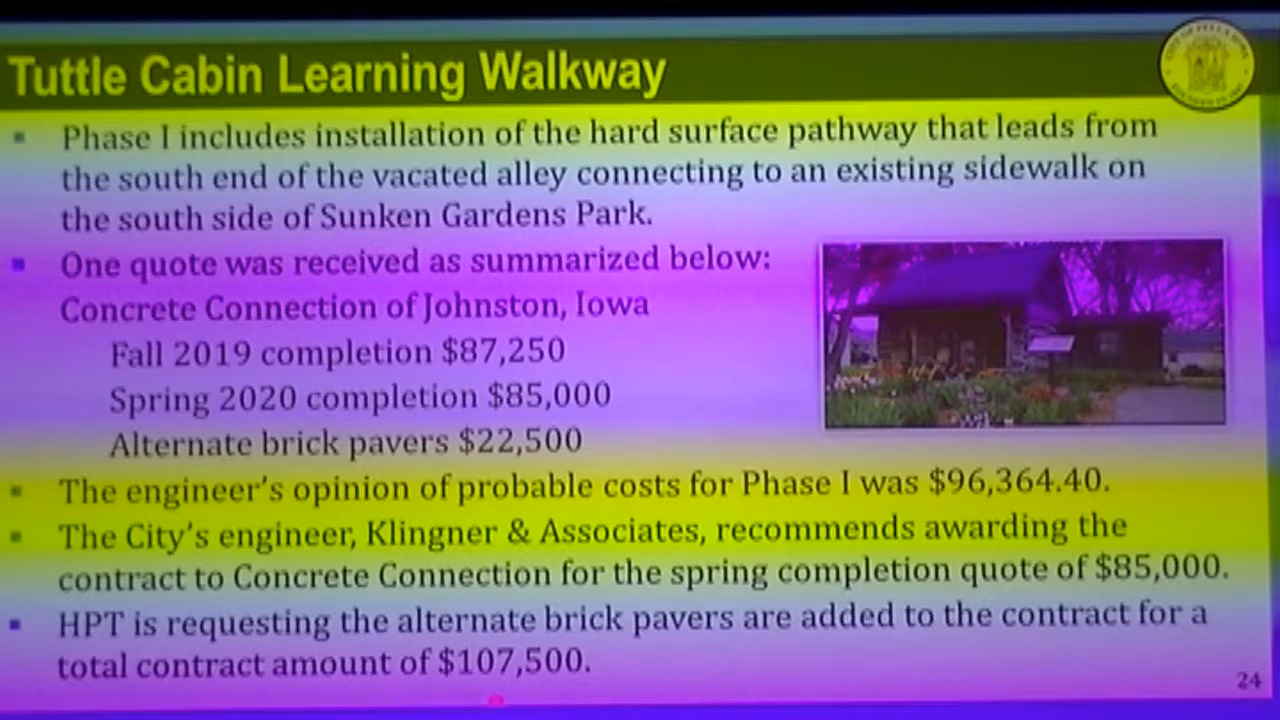 Tuttle Cabin Learning Walkway
Phase I includes installation of the hard surface pathway that leads from
the south end of the vacated alley connecting to an existing sidewalk on
the south side of Sunken Gardens Park.
One quote was received as summarized below:
Concrete Connection of Johnston, Iowa
Fall 2019 completion $87,250
Spring 2020 completion $85,000
Alternate brick pavers $22,500
The engineer's opinion of probable costs for Phase I was $96,364.40.
The City's engineer, Klingner & Associates, recommends awarding the
contract to Concrete Connection for the spring completion quote of $85,000.
HPT is requesting the alternate brick pavers are added to the contract for a
total contract amount of $107,500.
24